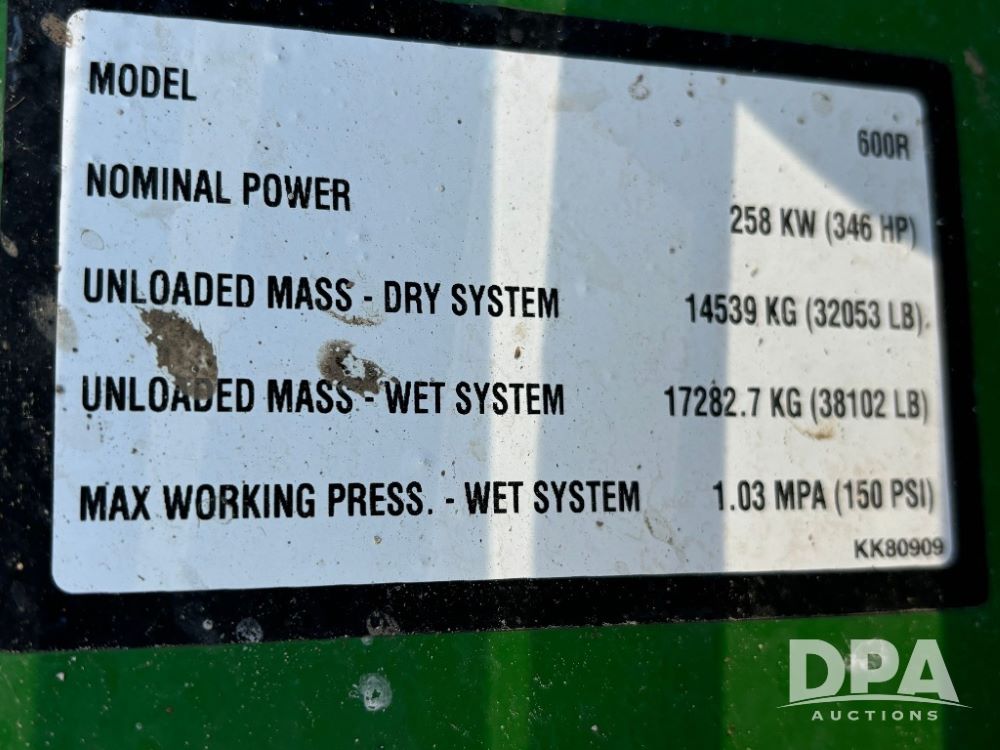 MODEL 600R
NOMINAL POWER 258 KW (346 HP)
UNLOADED MASS - DRY SYSTEM 14539 KG (32053 LB)
UNLOADED MASS - WET SYSTEM 17282.7 KG (38102 LB)
MAX WORKING PRESS. - WET SYSTEM 1.03 MPA (150 PSI)
KK80909
DPA
AUCTIONS